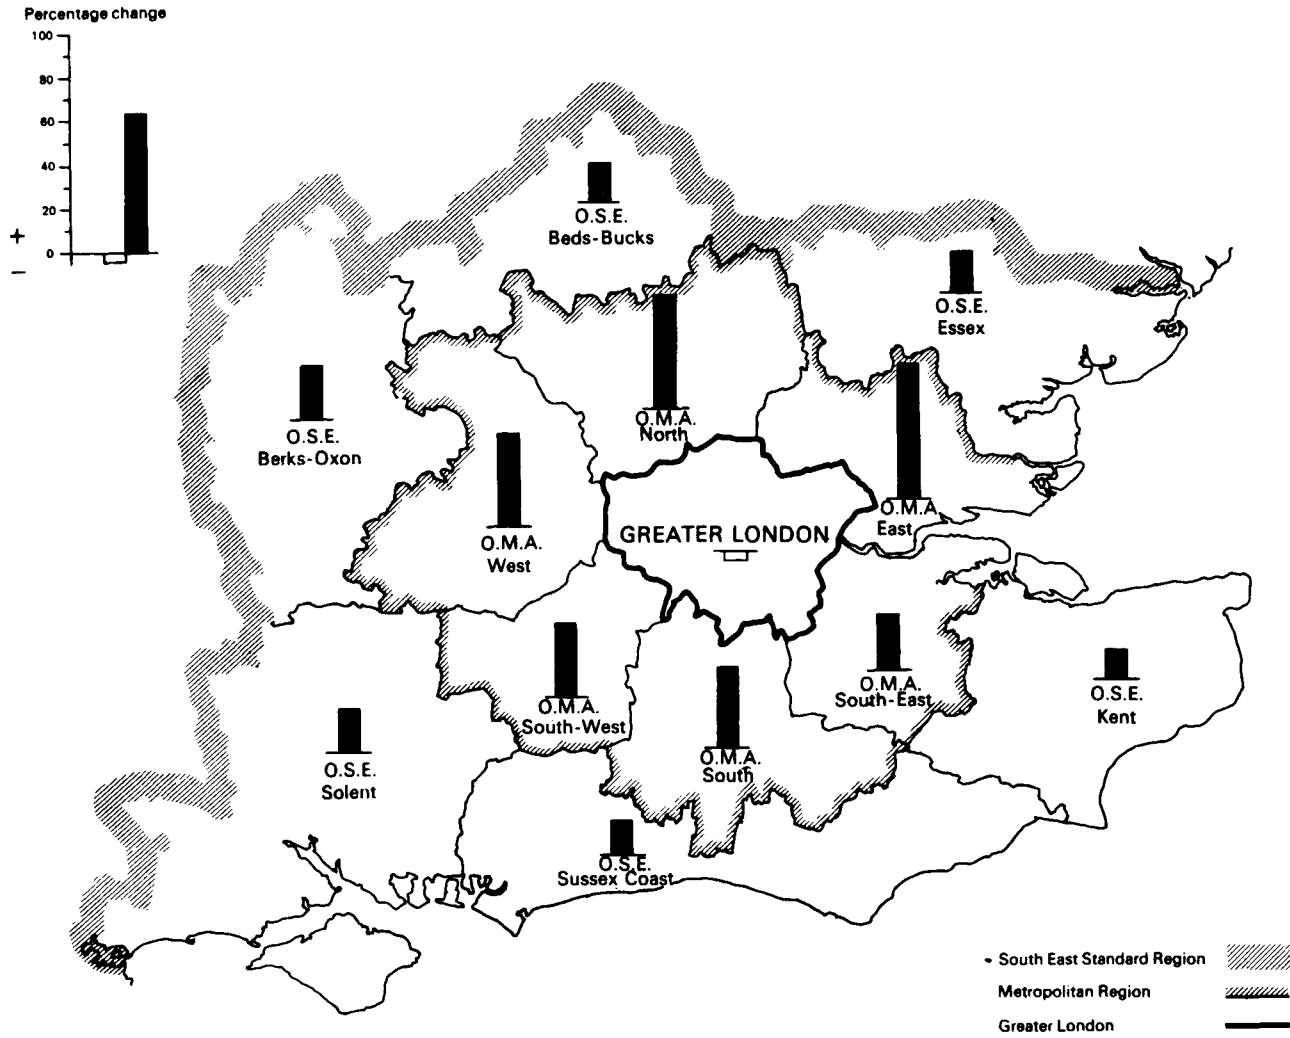 Percentage change
100
80
60
40
20
0
+
−
O.S.E.
Beds-Bucks
O.S.E.
Essex
O.S.E.
Berks-Oxon
O.M.A.
North
O.M.A.
West
GREATER LONDON
O.M.A
East
O.M.A.
South-West
O.M.A.
South-East
O.S.E.
Kent
O.M.A.
South
O.S.E.
Solent
O.S.E.
Sussex Coast
South East Standard Region
Metropolitan Region
Greater London